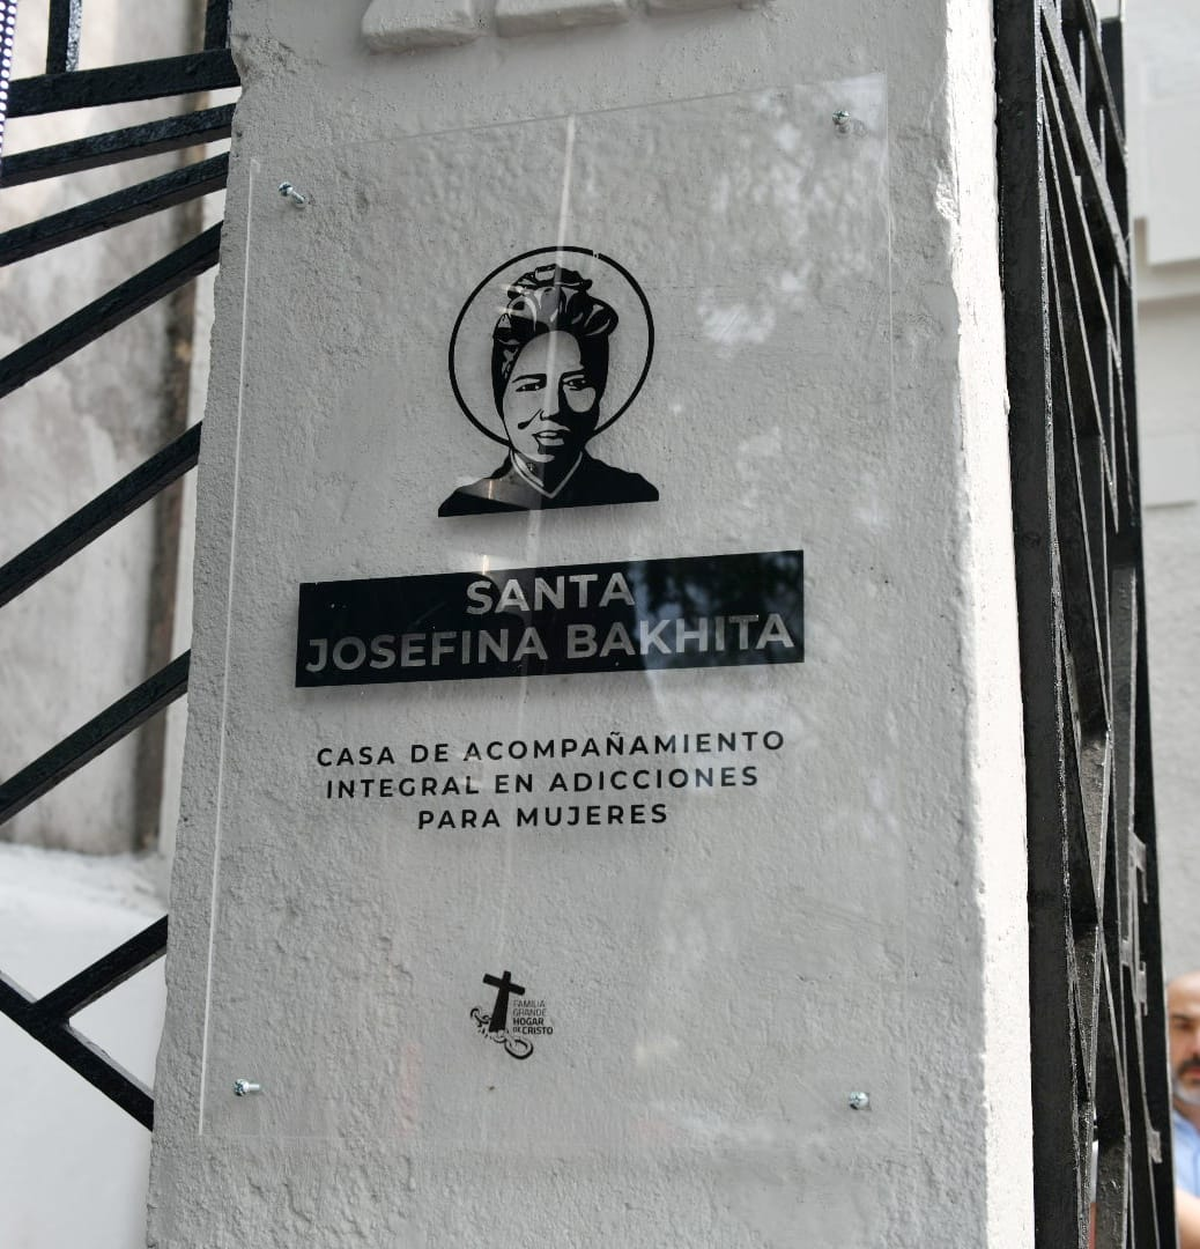 SANTA
JOSEFINA BAKHITA
CASA DE ACOMPAÑAMIENTO
INTEGRAL EN ADICCIONES
PARA MUJERES
FAMILIA
GRANDE
HOGAR
DE CRISTO